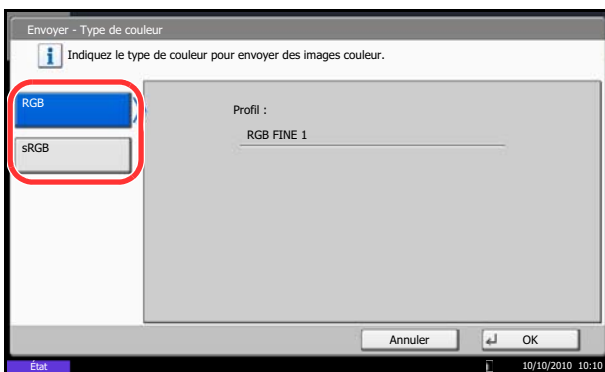 Envoyer - Type de couleur
Indiquez le type de couleur pour envoyer des images couleur.
RGB
Profil :
RGB FINE 1
sRGB
Annuler
OK
État
10/10/2010 10:10